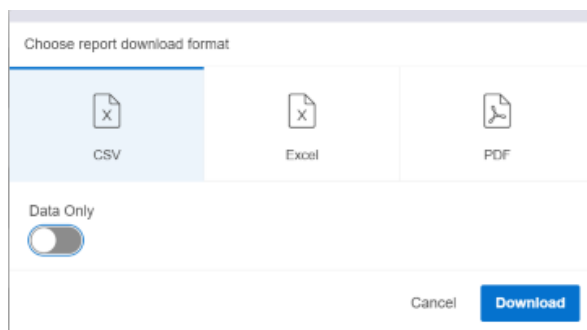 Choose report download format
CSV
Excel
PDF
Data Only
Cancel
Download